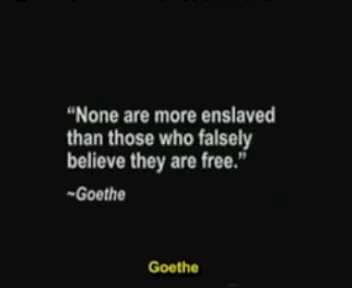 “None are more enslaved
than those who falsely
believe they are free.”
~Goethe
Goethe